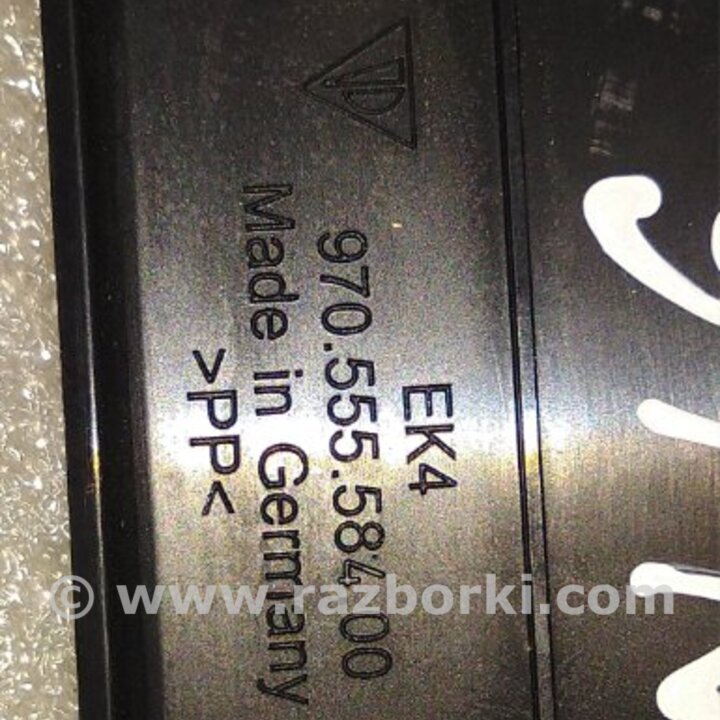 EK4
970.555.584.00
Made in Germany
>PP<
© www.razborki.com